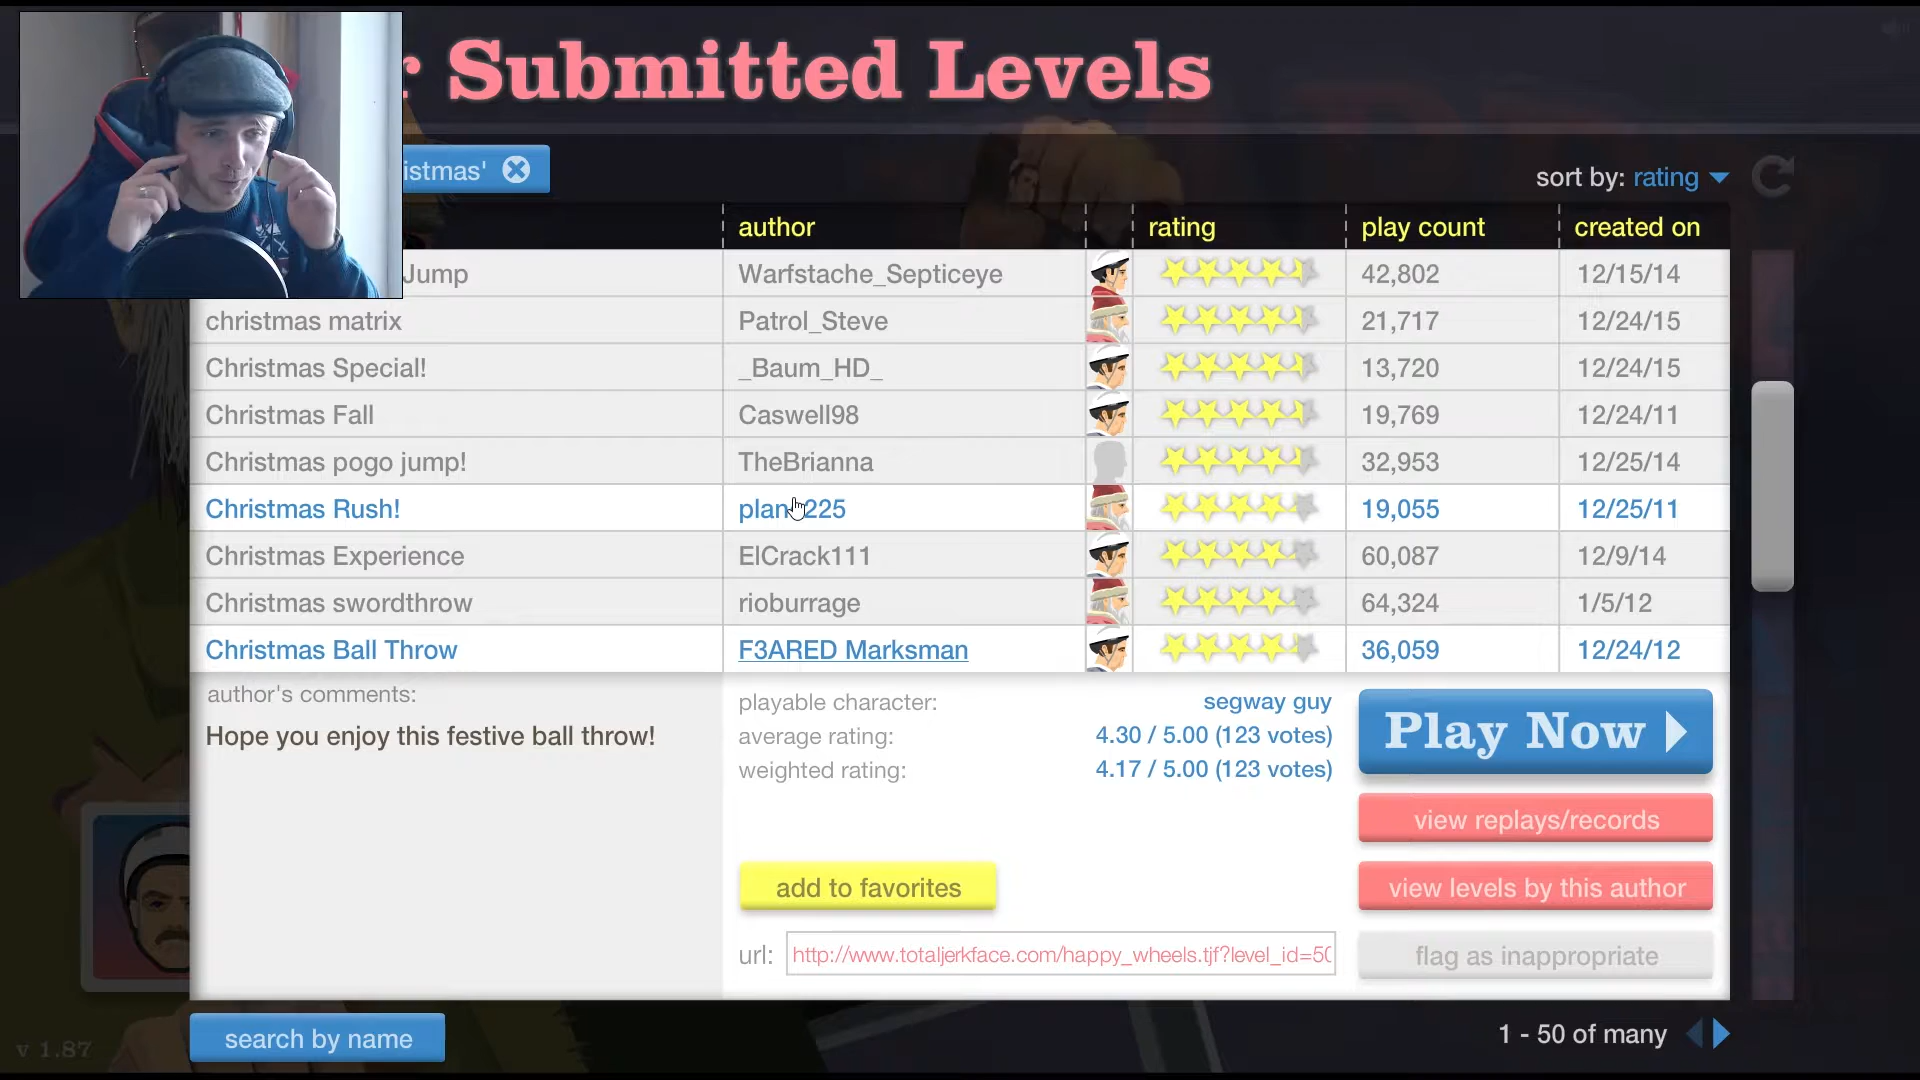 Submitted Levels
istmas'
sort by: rating
author rating play count created on
Jump Warfstache_Septiceye 42,802 12/15/14
christmas matrix Patrol_Steve 21,717 12/24/15
Christmas Special! _Baum_HD_ 13,720 12/24/15
Christmas Fall Caswell98 19,769 12/24/11
Christmas pogo jump! TheBrianna 32,953 12/25/14
Christmas Rush! 19,055 12/25/11
Christmas Experience ElCrack111 60,087 12/9/14
Christmas swordthrow rioburrage 64,324 1/5/12
Christmas Ball Throw F3ARED Marksman 36,059 12/24/12
author's comments:
Hope you enjoy this festive ball throw!
playable character: segway guy
average rating: 4.30 / 5.00 (123 votes)
weighted rating: 4.17 / 5.00 (123 votes)
Play Now
view replays/records
add to favorites
view levels by this author
url: http://www.totaljerkface.com/happy_wheels.tjf?level_id=50
flag as inappropriate
search by name
1 - 50 of many
v 1.87